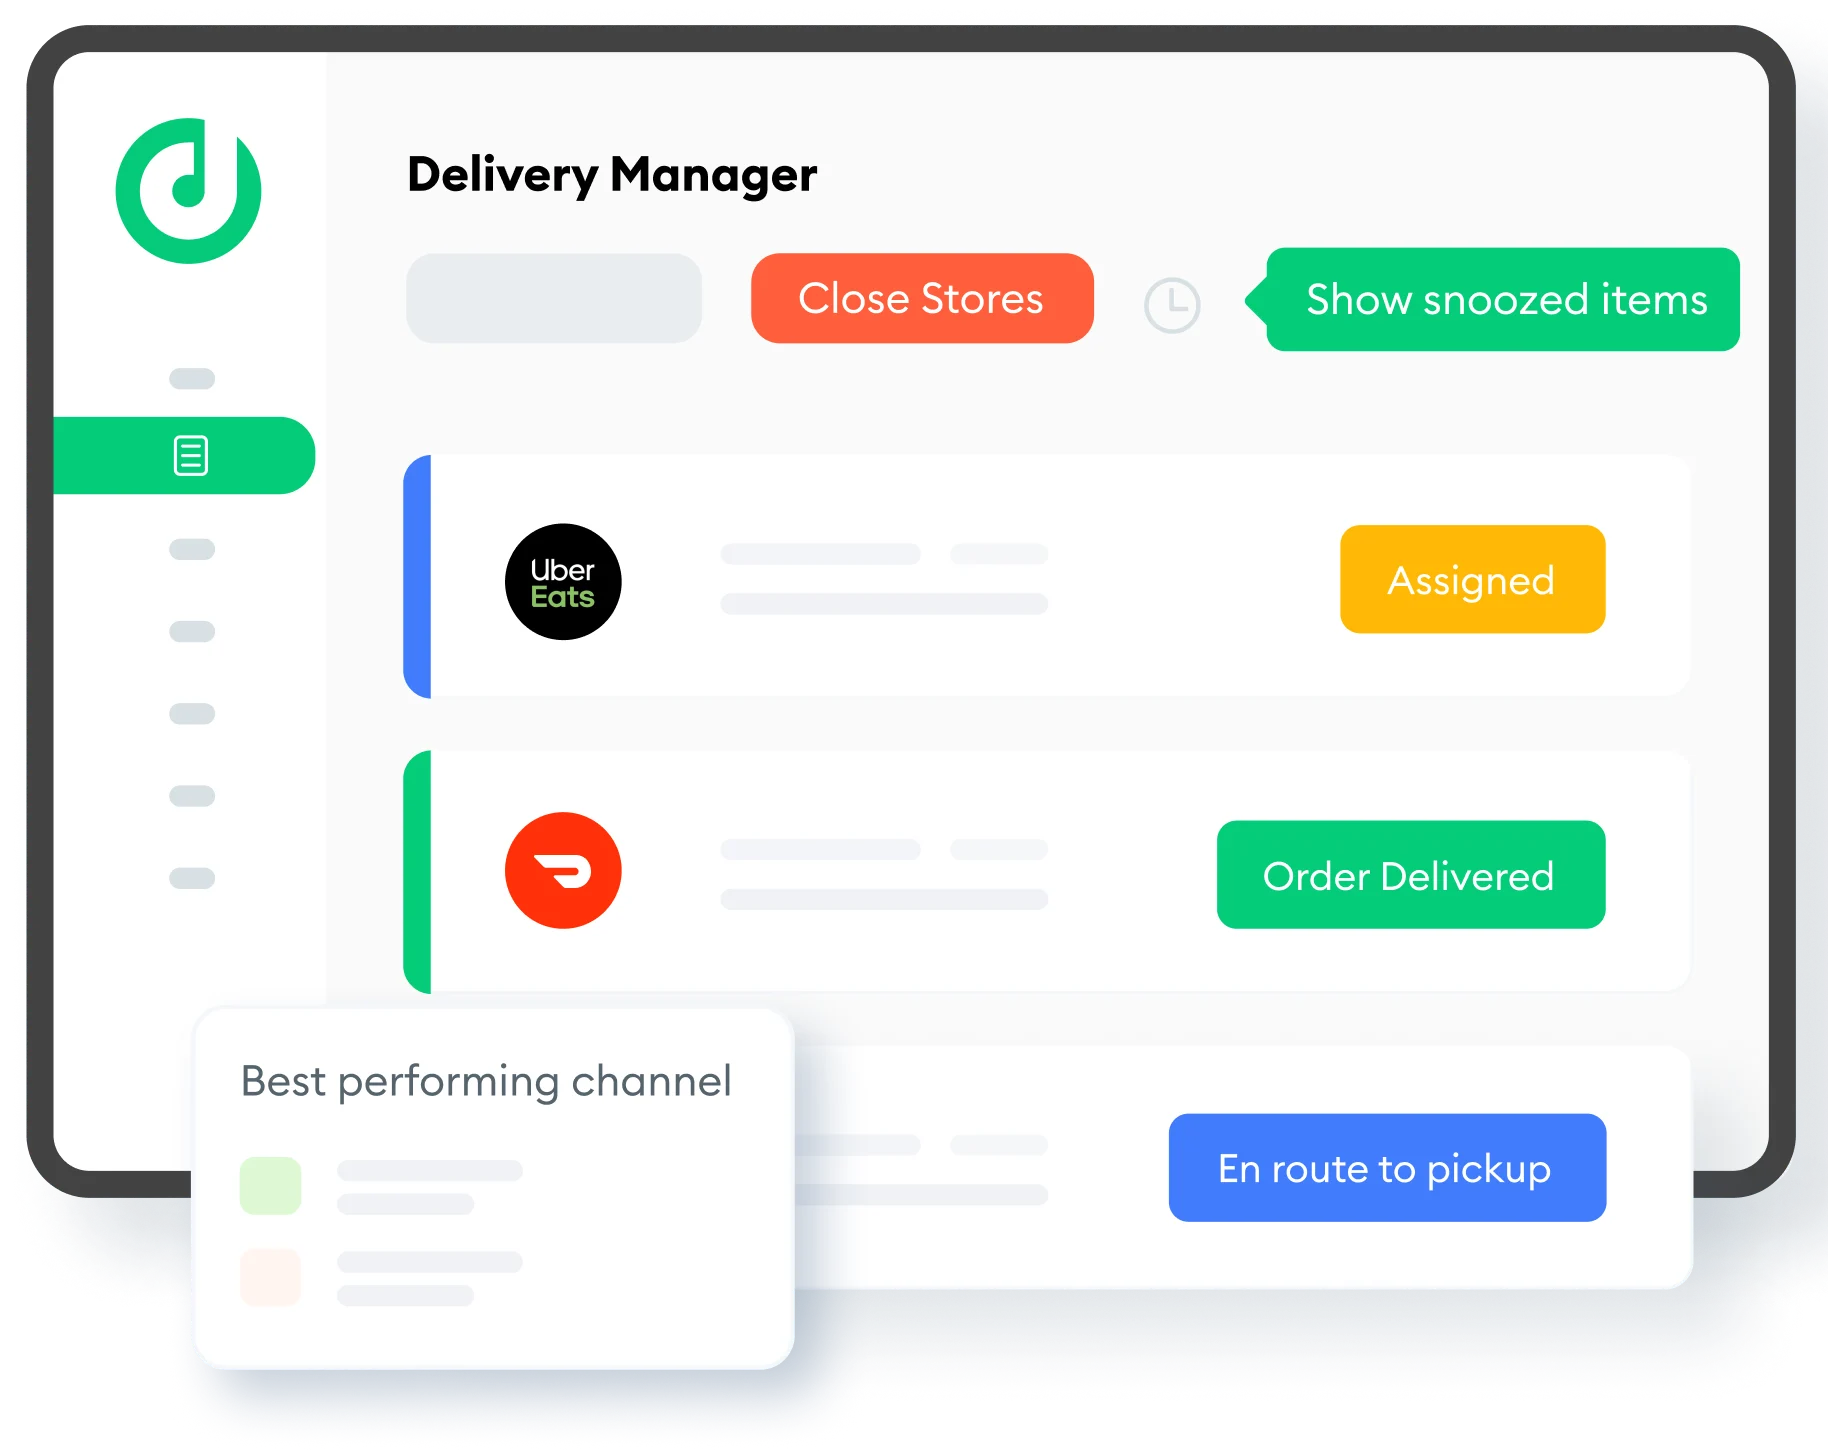 Delivery Manager
Close Stores
Show snoozed items
Uber
Eats
Assigned
Order Delivered
Best performing channel
En route to pickup